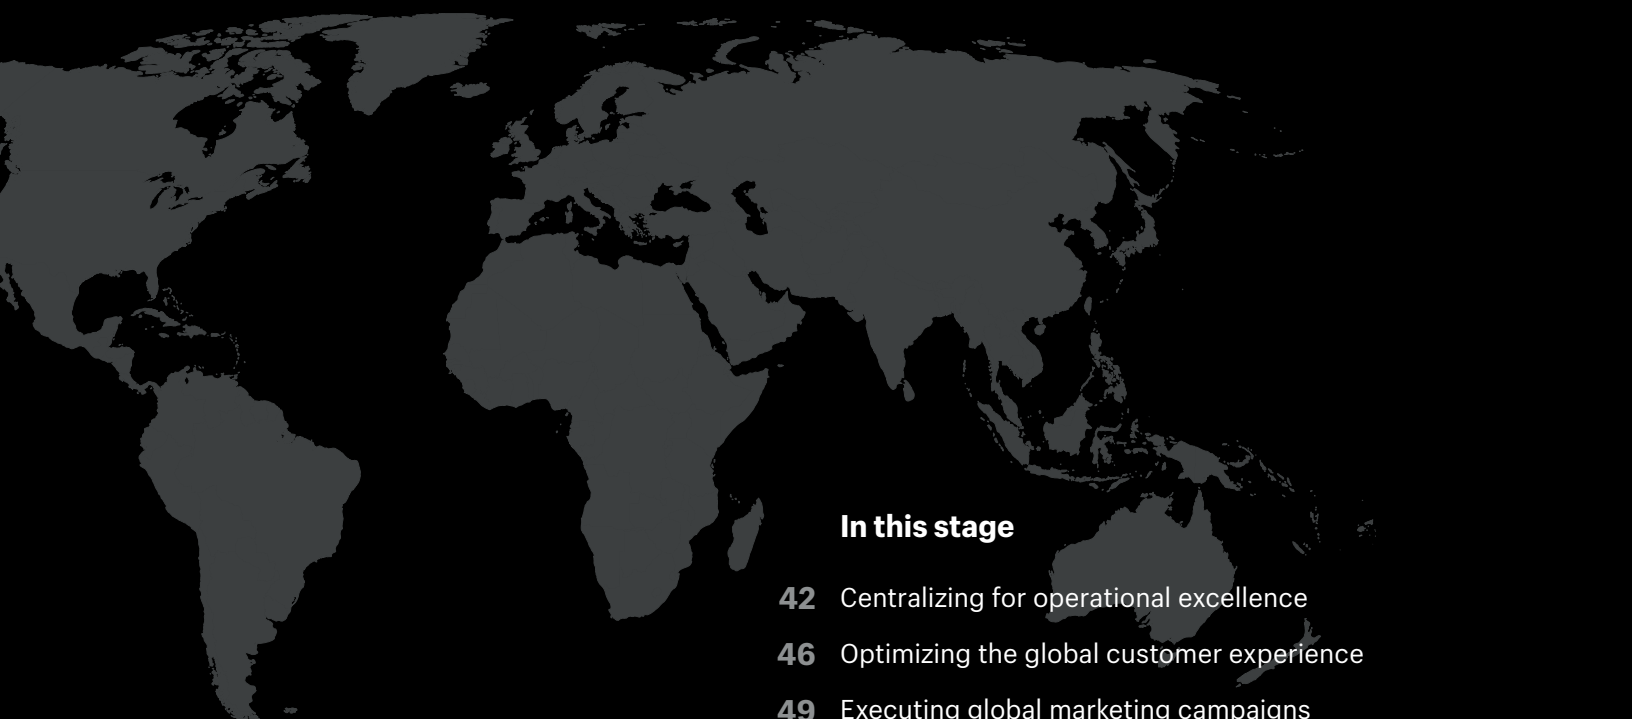 In this stage
42 Centralizing for operational excellence
46 Optimizing the global customer experience
49 Executing global marketing campaigns